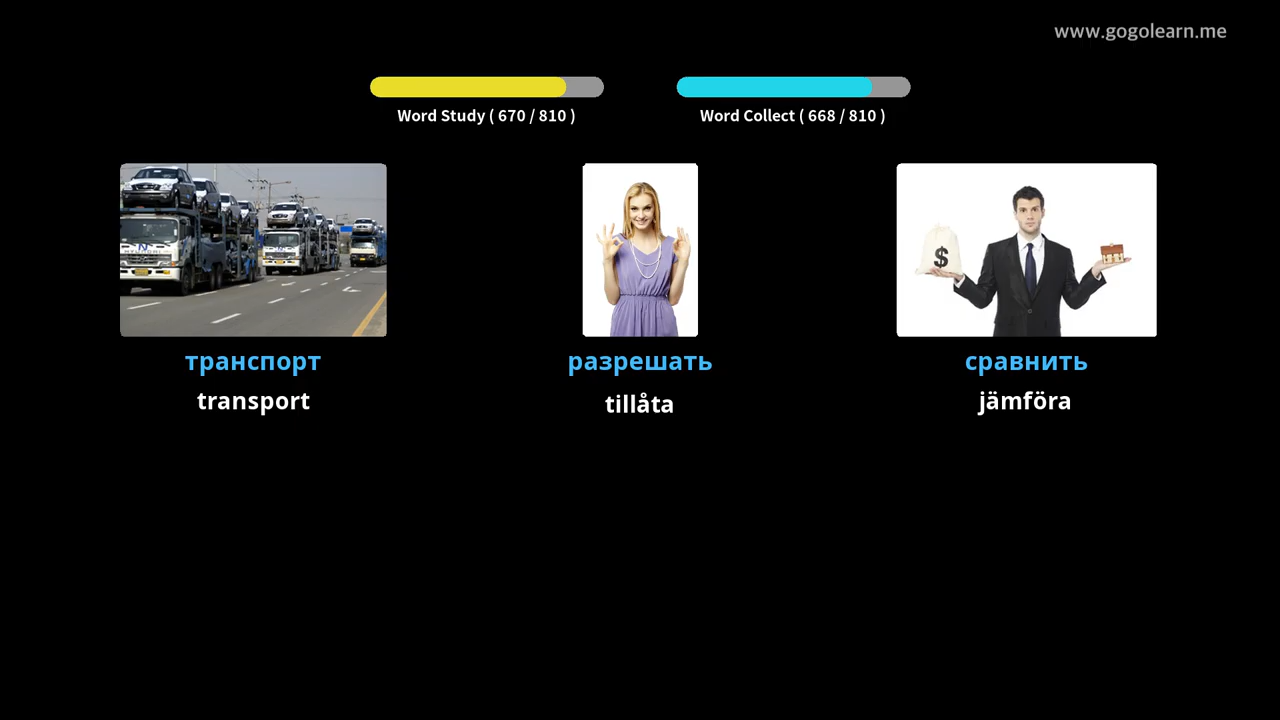 www.gogolearn.me
Word Study ( 670 / 810 )
Word Collect ( 668 / 810 )
транспорт
transport
разрешать
tillåta
сравнить
jämföra
$